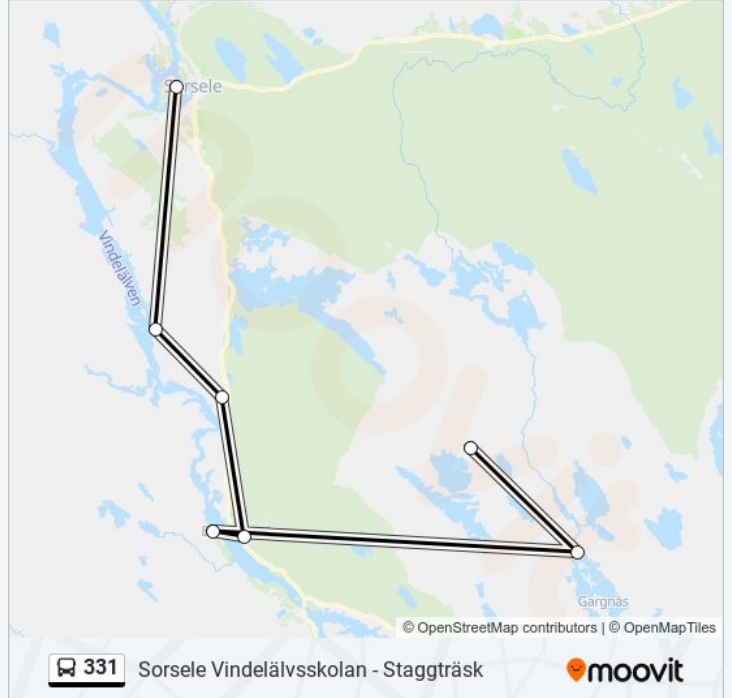 Sorsele
Vindelälven
Gargnäs
© OpenStreetMap contributors | © OpenMapTiles
331 Sorsele Vindelälvsskolan - Staggträsk
moovit